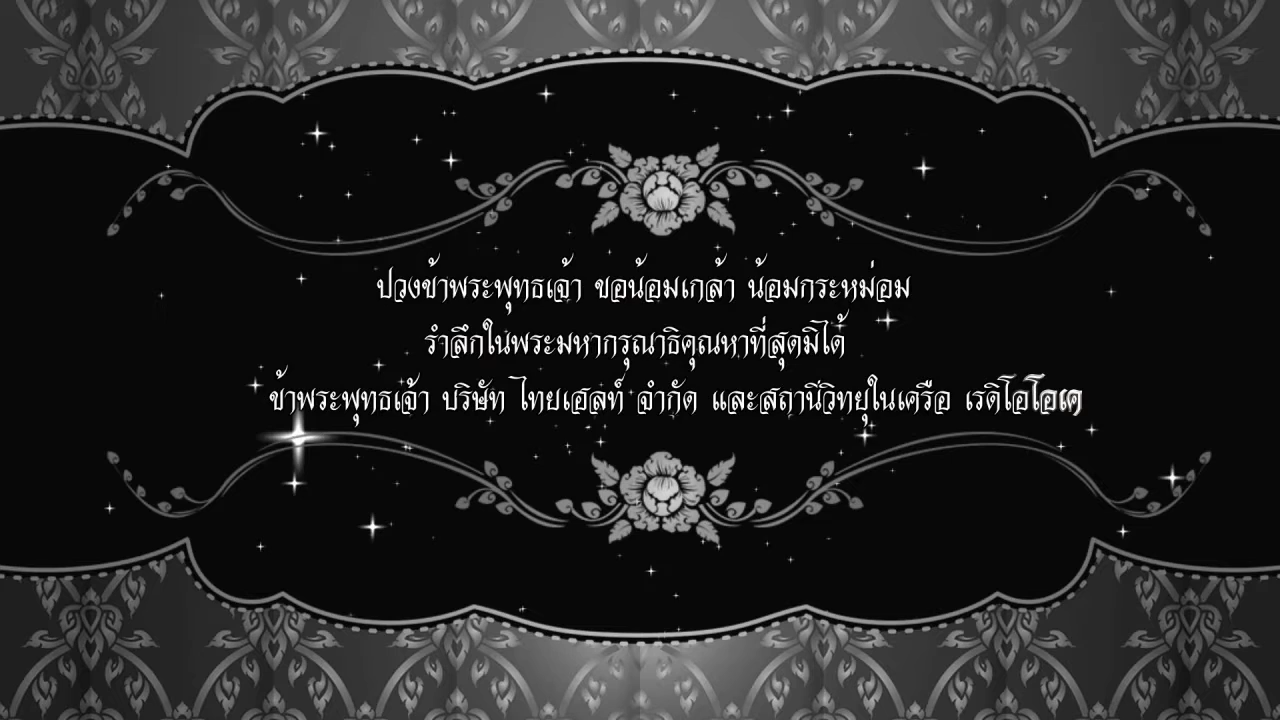 ปวงข้าพระพุทธเจ้า ขอน้อมเกล้า น้อมกระหม่อม
รำลึกในพระมหากรุณาธิคุณหาที่สุดมิได้
ข้าพระพุทธเจ้า บริษัท ไทยเฮลท์ จำกัด และสถานีวิทยุในเครือ เรดิโอโอเค